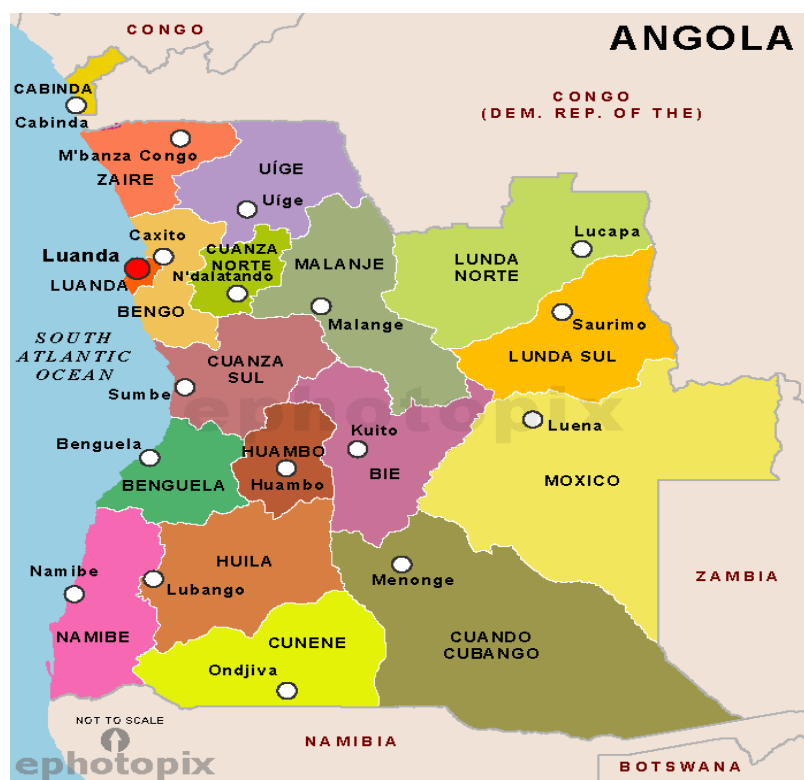 CONGO
ANGOLA
CABINDA
Cabinda
CONGO
(DEM. REP. OF THE)
M'banza Congo
ZAIRE
UÍGE
Uíge
Caxito
Luanda
LUANDA
BENGO
CUANZA
NORTE
N'dalatando
MALANJE
Malange
LUNDA
NORTE
Lucapa
Saurimo
LUNDA SUL
SOUTH
ATLANTIC
OCEAN
CUANZA
SUL
Sumbe
ephotopix
Benguela
BENGUELA
HUAMBO
Huambo
Kuito
BIE
Luena
MOXICO
Namibe
NAMIBE
HUILA
Lubango
Menonge
CUANDO
CUBANGO
ZAMBIA
CUNENE
Ondjiva
NOT TO SCALE
ephotopix
NAMIBIA
BOTSWANA